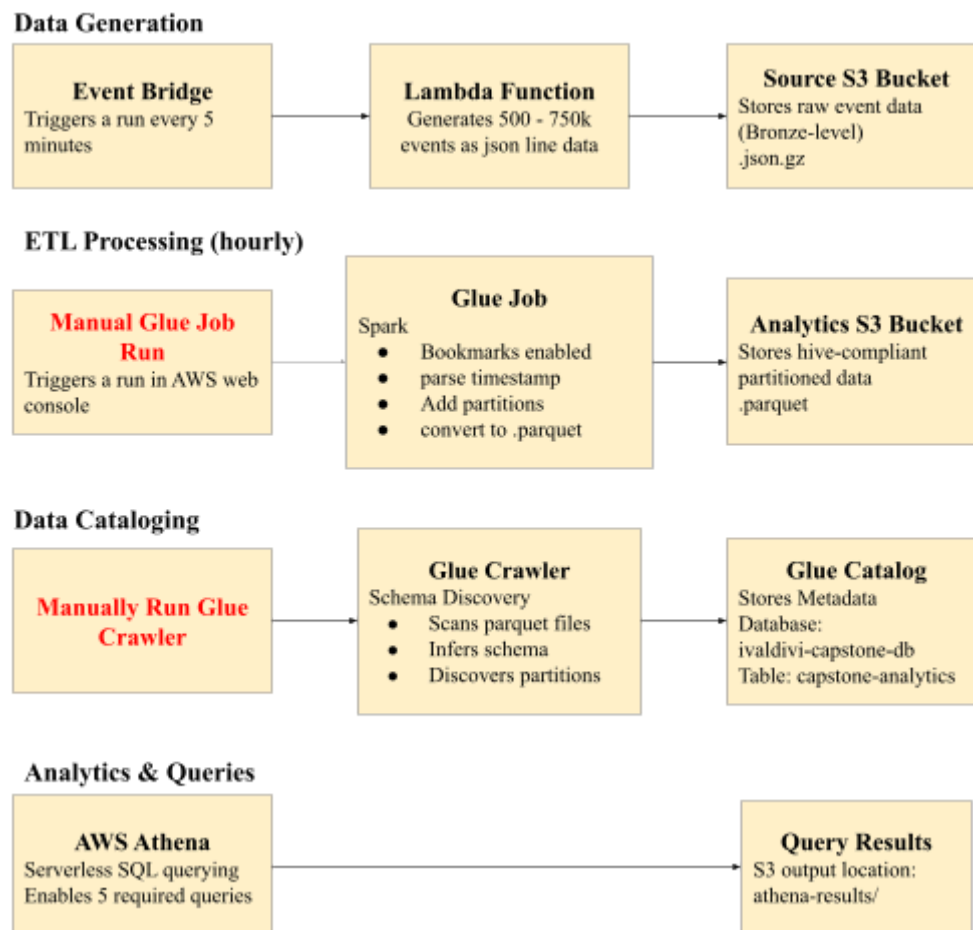 Data Generation
Event Bridge
Triggers a run every 5
minutes
Lambda Function
Generates 500 - 750k
events as json line data
Source S3 Bucket
Stores raw event data
(Bronze-level)
.json.gz
ETL Processing (hourly)
Manual Glue Job
Run
Triggers a run in AWS web
console
Glue Job
Spark
● Bookmarks enabled
● parse timestamp
● Add partitions
● convert to .parquet
Analytics S3 Bucket
Stores hive-compliant
partitioned data
.parquet
Data Cataloging
Manually Run Glue
Crawler
Glue Crawler
Schema Discovery
● Scans parquet files
● Infers schema
● Discovers partitions
Glue Catalog
Stores Metadata
Database:
ivaldivi-capstone-db
Table: capstone-analytics
Analytics & Queries
AWS Athena
Serverless SQL querying
Enables 5 required queries
Query Results
S3 output location:
athena-results/